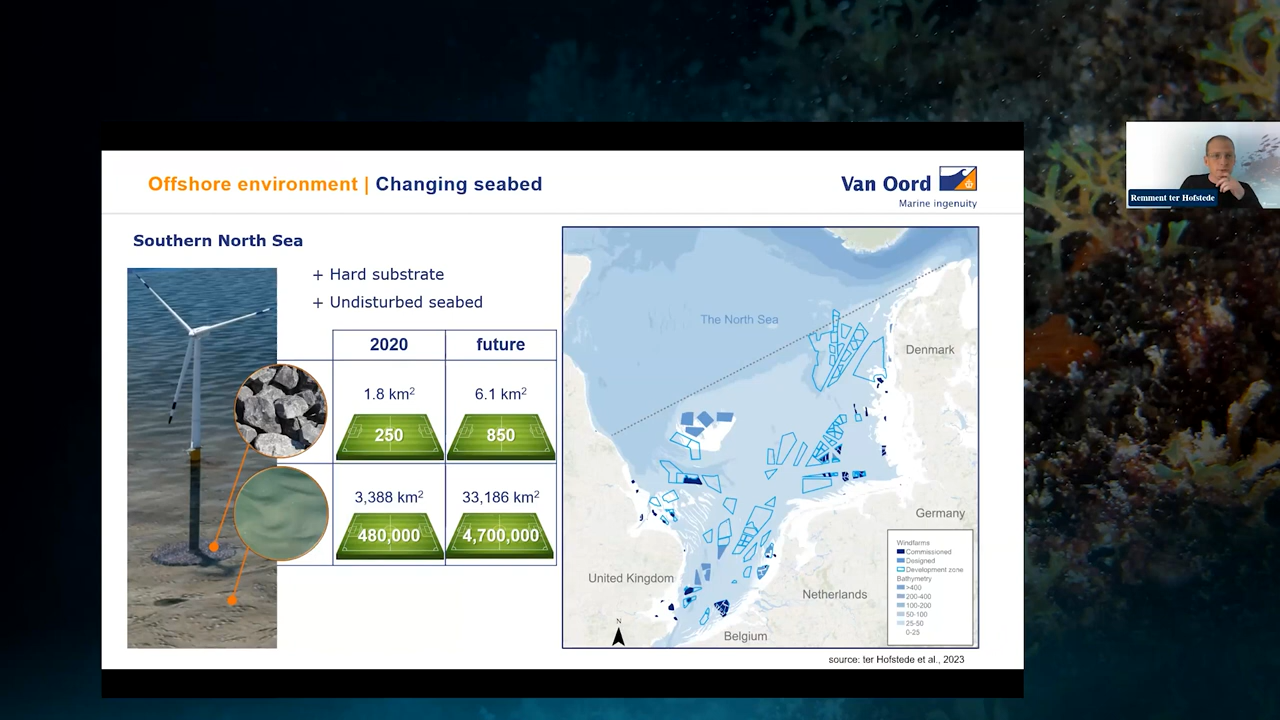 Offshore environment | Changing seabed
Van Oord
Marine ingenuity
Remment ter Hofstede
Southern North Sea
+ Hard substrate
+ Undisturbed seabed
2020
future
1.8 km²
6.1 km²
250
850
3,388 km²
33,186 km²
480,000
4,700,000
The North Sea
Denmark
Germany
United Kingdom
Netherlands
Belgium
N
Windfarms
Commissioned
Designed
Development zone
Bathymetry
>400
200-400
100-200
50-100
25-50
0-25
source: ter Hofstede et al., 2023